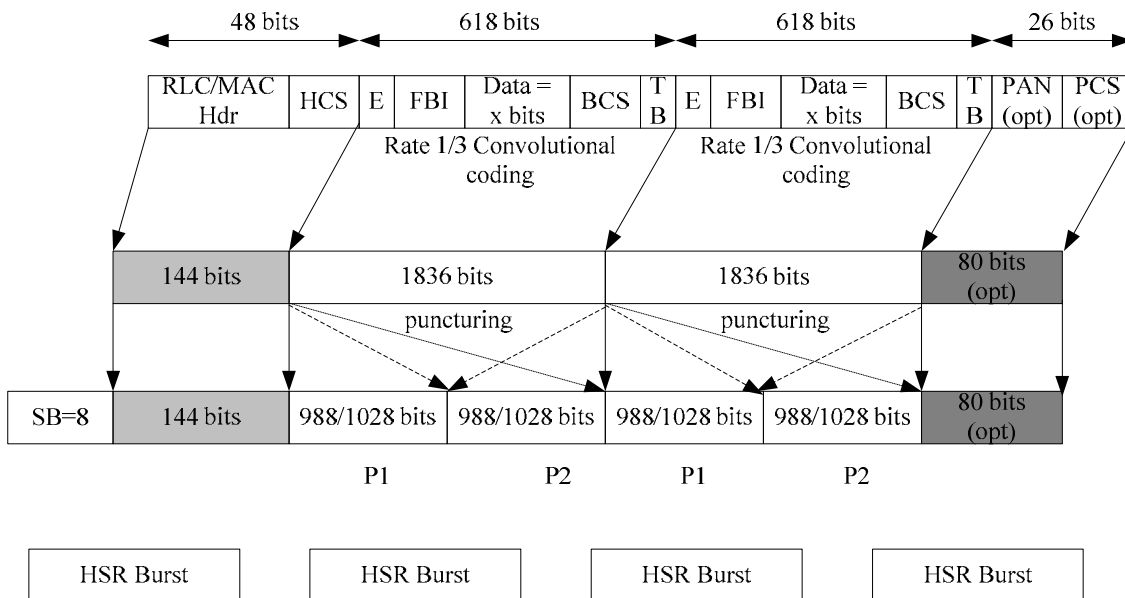 48 bits 618 bits 618 bits 26 bits
RLC/MAC Hdr HCS E FBI Data = x bits BCS T B E FBI Data = x bits BCS T B PAN (opt) PCS (opt)
Rate 1/3 Convolutional coding Rate 1/3 Convolutional coding
144 bits 1836 bits 1836 bits 80 bits (opt)
puncturing puncturing
SB=8 144 bits 988/1028 bits 988/1028 bits 988/1028 bits 988/1028 bits 80 bits (opt)
P1 P2 P1 P2
HSR Burst HSR Burst HSR Burst HSR Burst